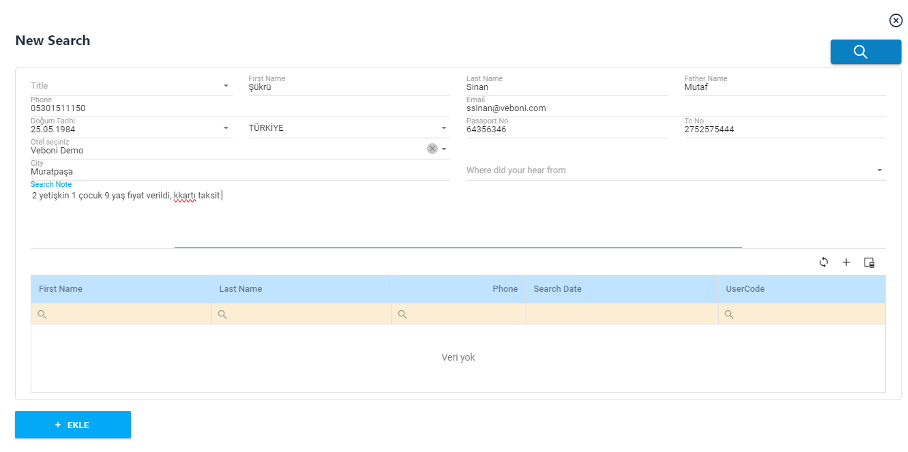 New Search
Title
First Name
Şükrü
Last Name
Sinan
Father Name
Mutaf
Phone
05301511150
Email
ssinan@veboni.com
Doğum Tarihi
25.05.1984
TÜRKİYE
Pasaport No
64356346
Tc No
2752575444
Otel seçiniz
Veboni Demo
City
Muratpaşa
Where did your hear from
Search Note
2 yetişkin 1 çocuk 9 yaş fiyat verildi, kkartı taksit
First Name Last Name Phone Search Date UserCode
Veri yok
+ EKLE